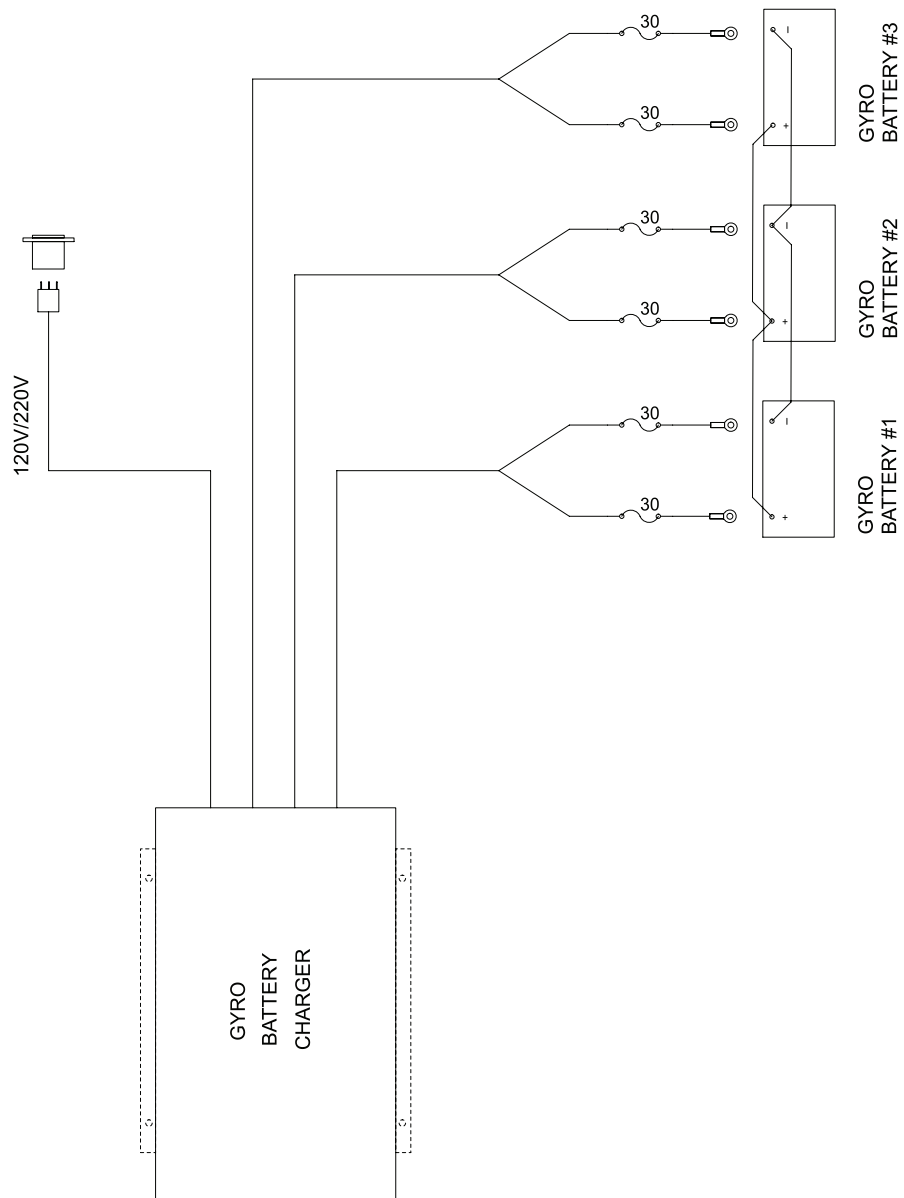 30
30
-
+
GYRO
BATTERY #3
30
30
-
+
GYRO
BATTERY #2
120V/220V
30
30
-
+
GYRO
BATTERY #1
GYRO
BATTERY
CHARGER